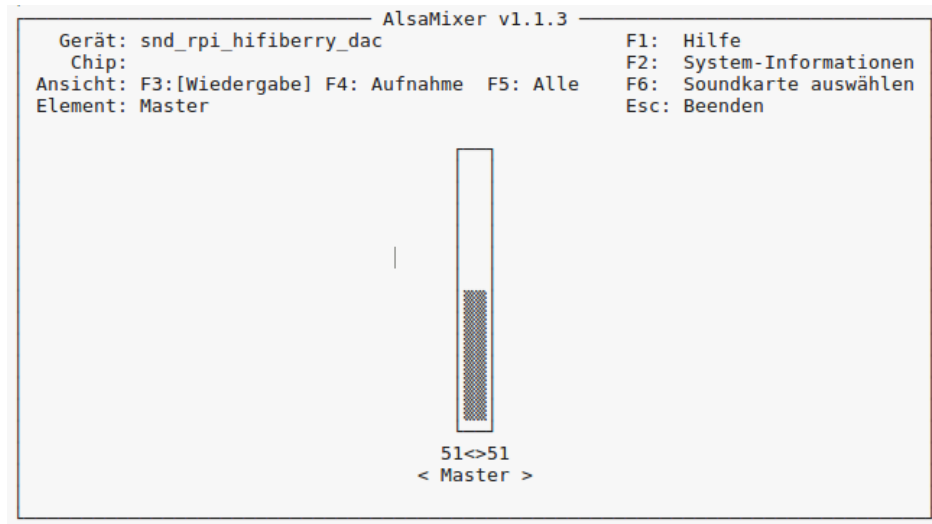 AlsaMixer v1.1.3
Gerät: snd_rpi_hifiberry_dac F1: Hilfe
Chip: F2: System-Informationen
Ansicht: F3:[Wiedergabe] F4: Aufnahme F5: Alle F6: Soundkarte auswählen
Element: Master Esc: Beenden
51<>51
< Master >